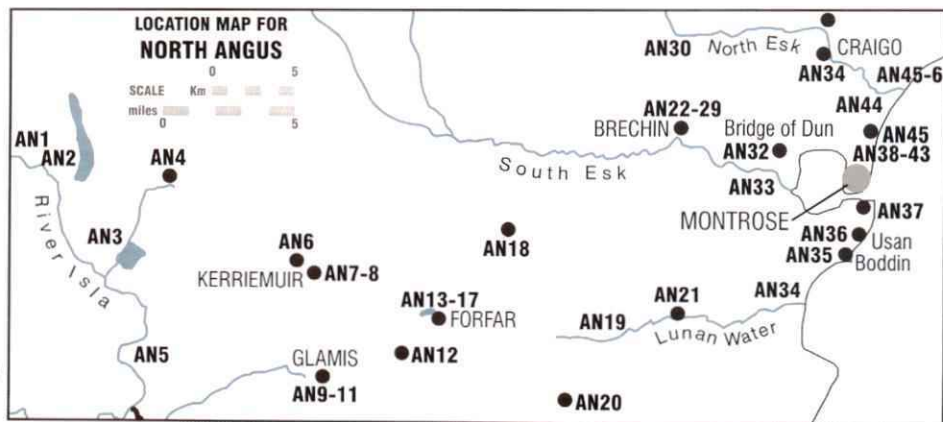 LOCATION MAP FOR
NORTH ANGUS
0 5
SCALE Km
miles
0 5
AN30
North Esk
CRAIGO
AN34
AN45-6
AN44
AN22-29
BRECHIN
Bridge of Dun
AN45
AN38-43
AN1
AN2
AN4
AN32
South Esk
AN33
MONTROSE
AN37
River Isla
AN3
AN6
AN18
AN36
Usan
KERRIEMUIR
AN7-8
AN35
Boddin
AN13-17
FORFAR
AN21
AN34
AN19
Lunan Water
AN5
GLAMIS
AN12
AN9-11
AN20